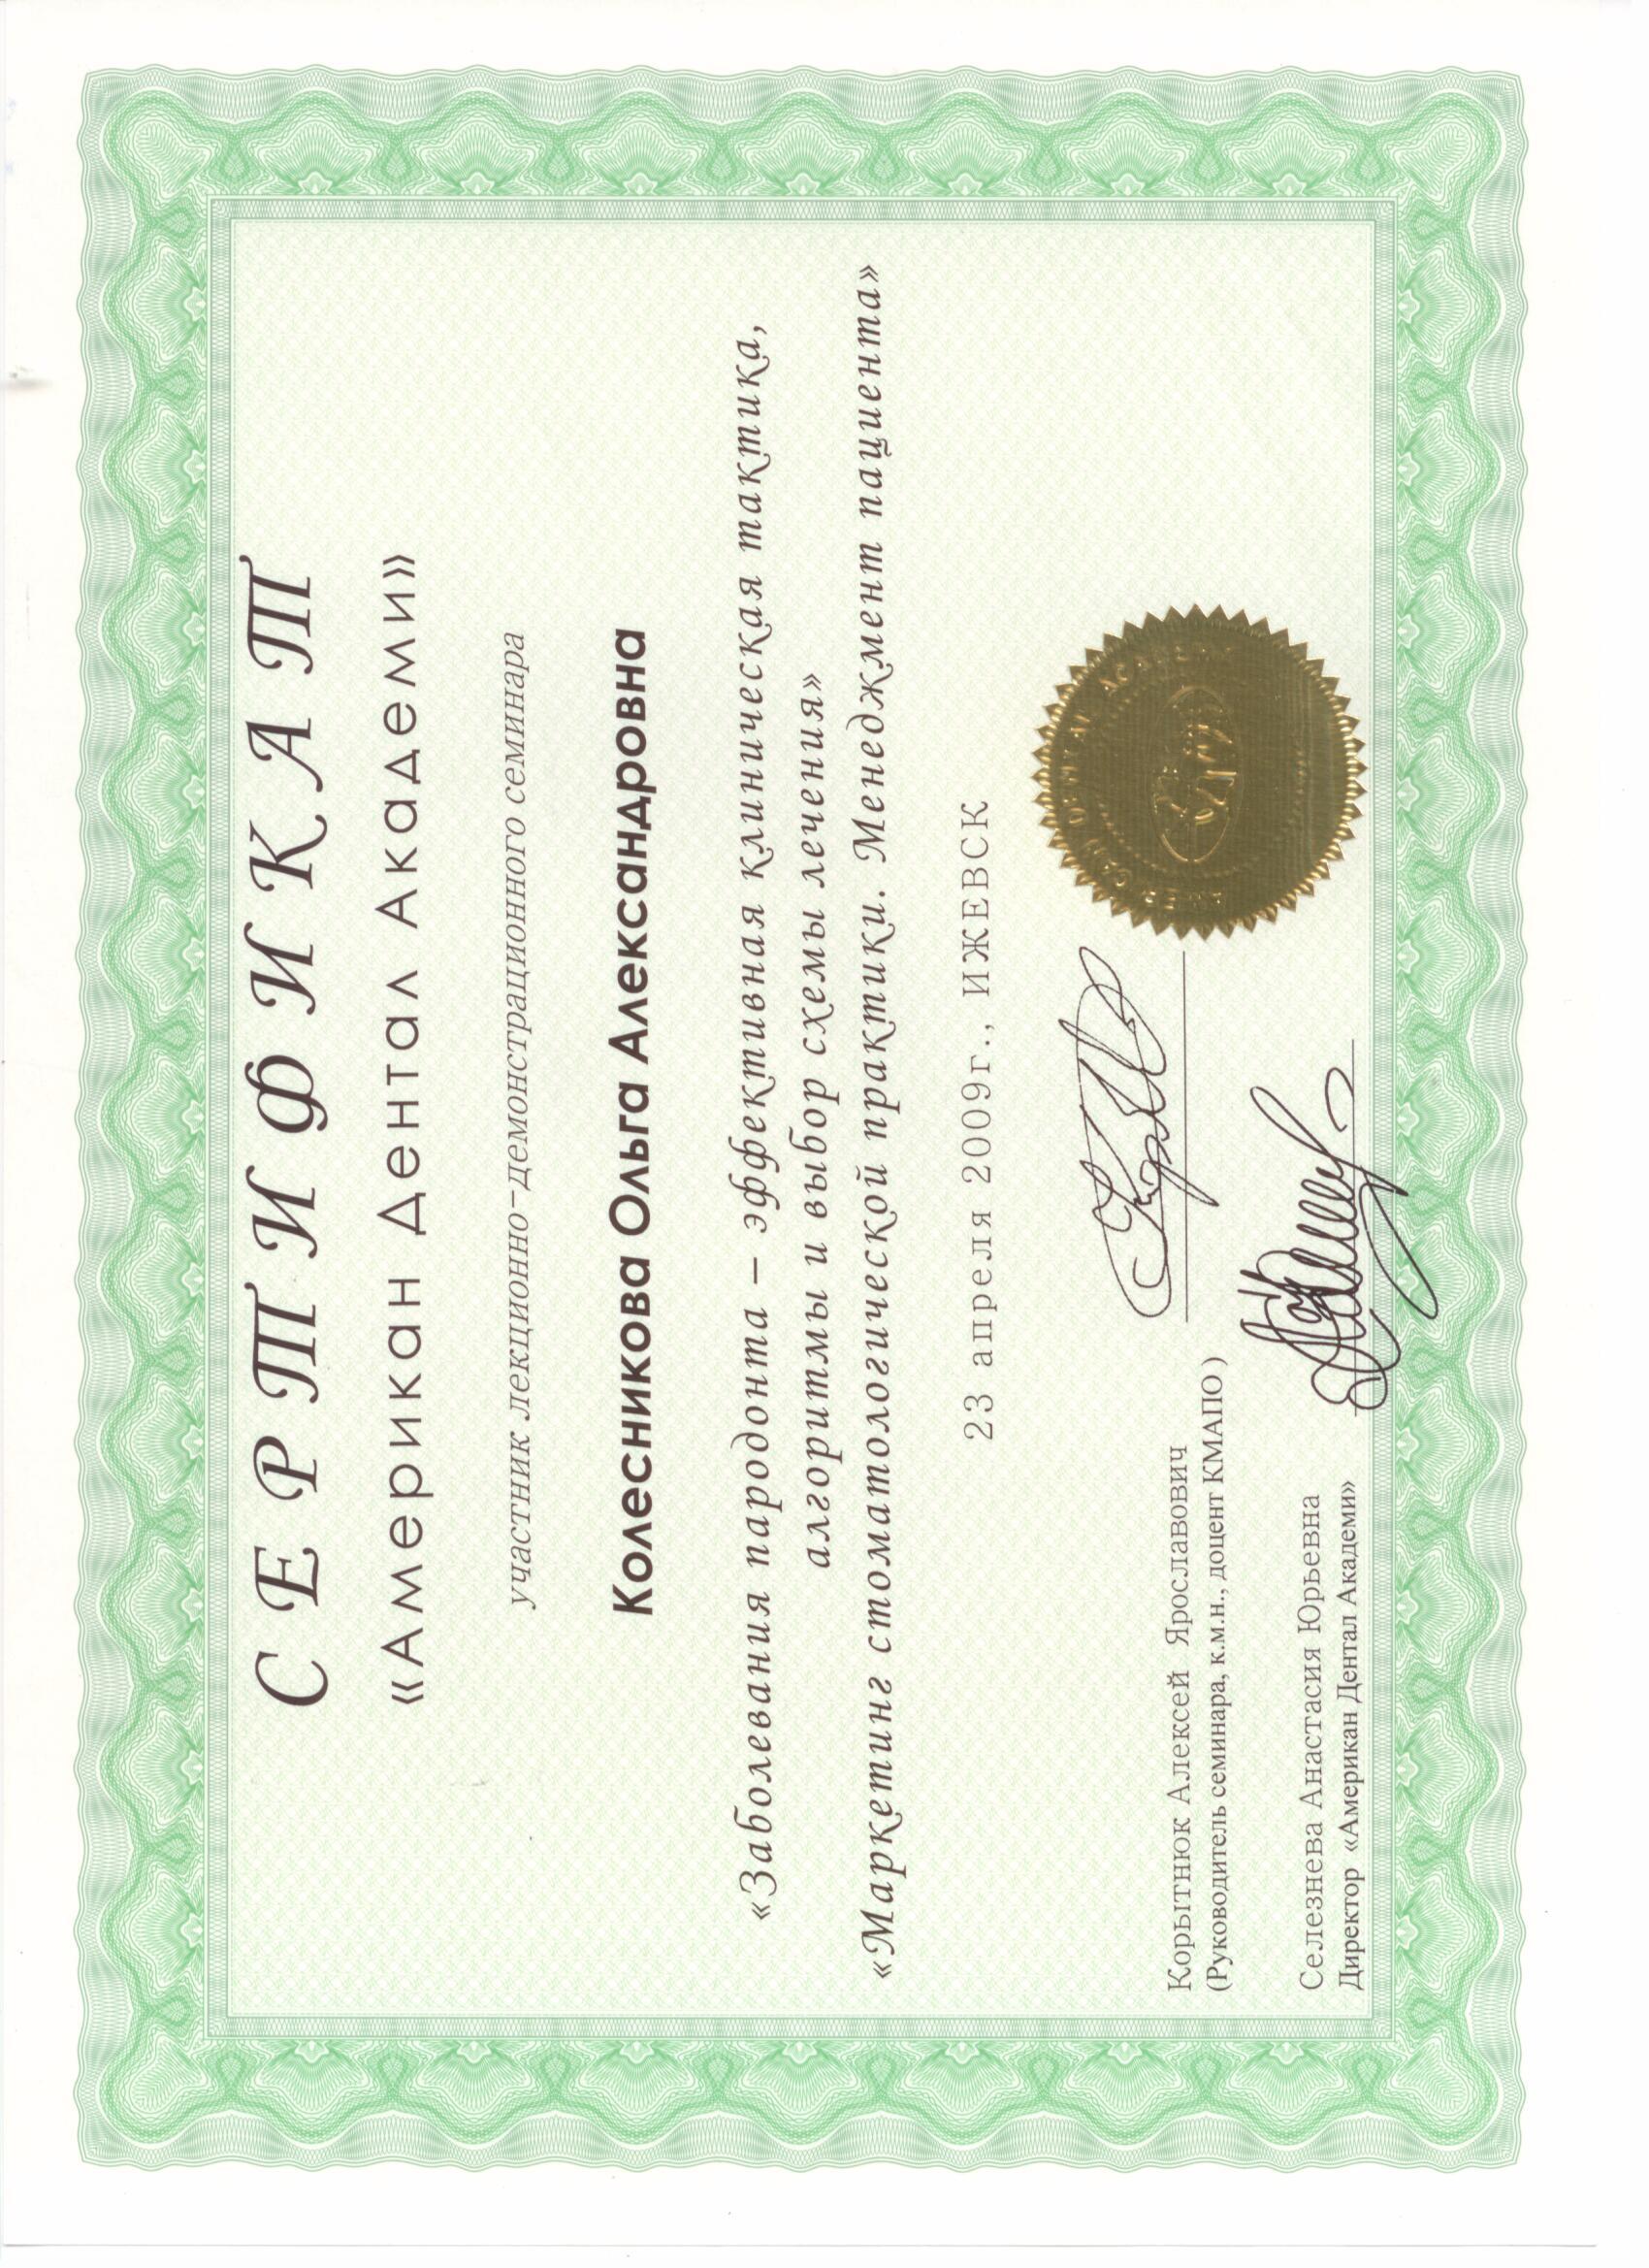 СЕРТИФИКАТ
«Американ Дентал Академи»
участник лекционно-демонстрационного семинара
Колесникова Ольга Александровна
«Заболевания пародонта – эффективная клиническая тактика,
алгоритмы и выбор схемы лечения»
«Маркетинг стоматологической практики. Менеджмент пациента»
23 апреля 2009г., ИЖЕВСК
Корытнюк Алексей Ярославович
(Руководитель семинара, к.м.н., доцент КМАПО)
Селезнева Анастасия Юрьевна
Директор «Американ Дентал Академи»
DENTAL ACADEMY